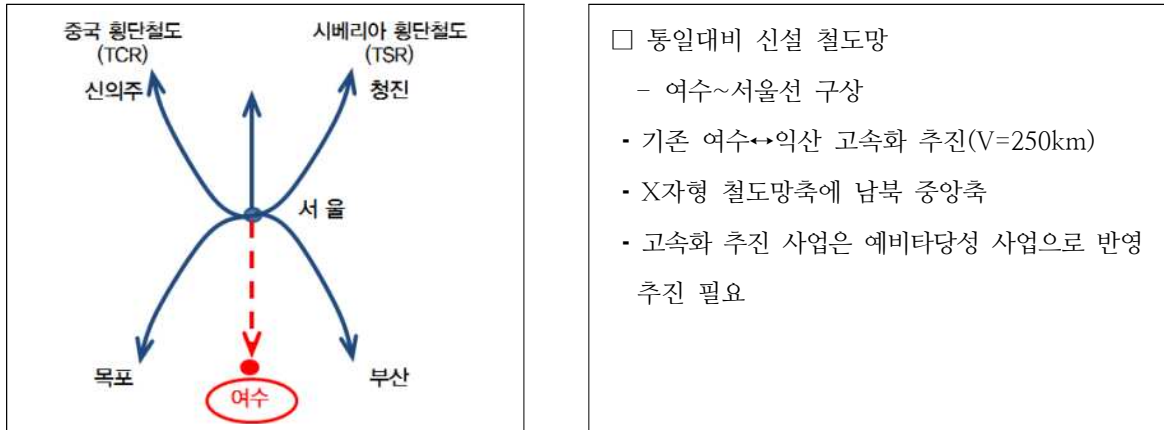 중국 횡단철도
(TCR)
신의주
시베리아 횡단철도
(TSR)
청진
서 울
목포
여수
부산
□ 통일대비 신설 철도망
- 여수~서울선 구상
▪ 기존 여수↔익산 고속화 추진(V=250km)
▪ X자형 철도망축에 남북 중앙축
▪ 고속화 추진 사업은 예비타당성 사업으로 반영
추진 필요